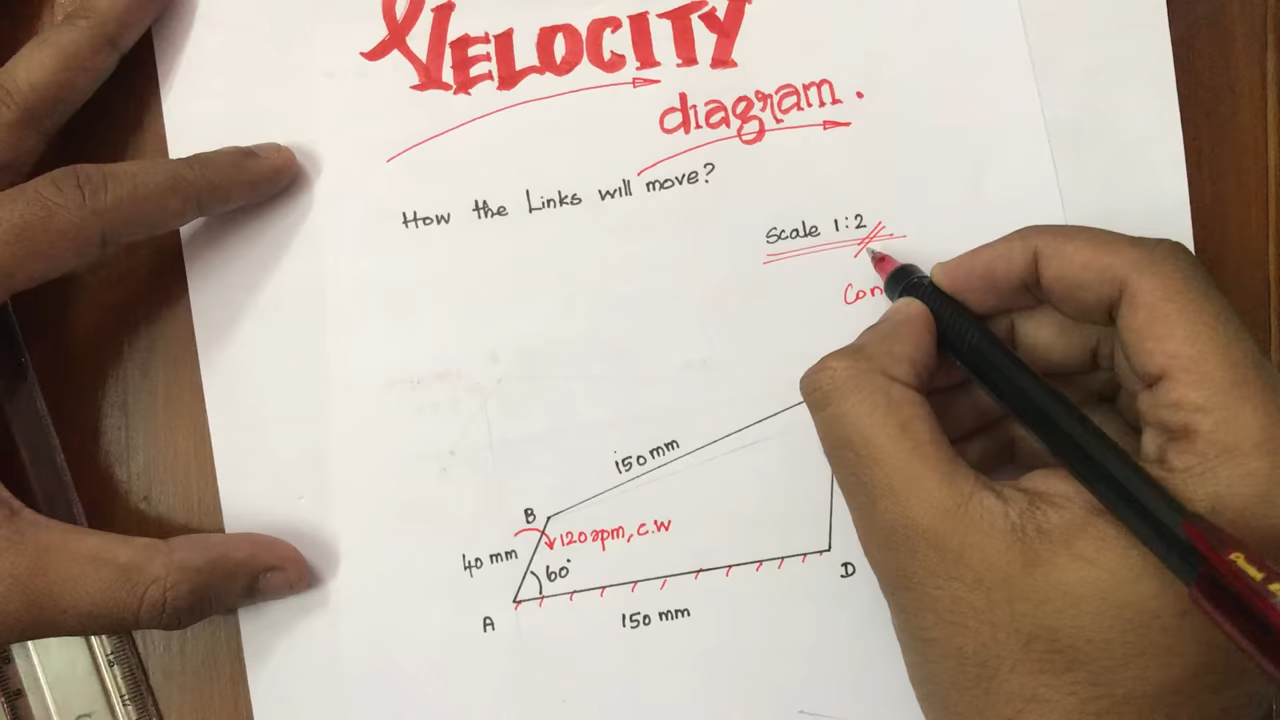 VELOCITY
diagram.
How the Links will move?
Scale 1:2
Con
150 mm
B
120 rpm, C.W
40 mm
60°
D
A
150 mm